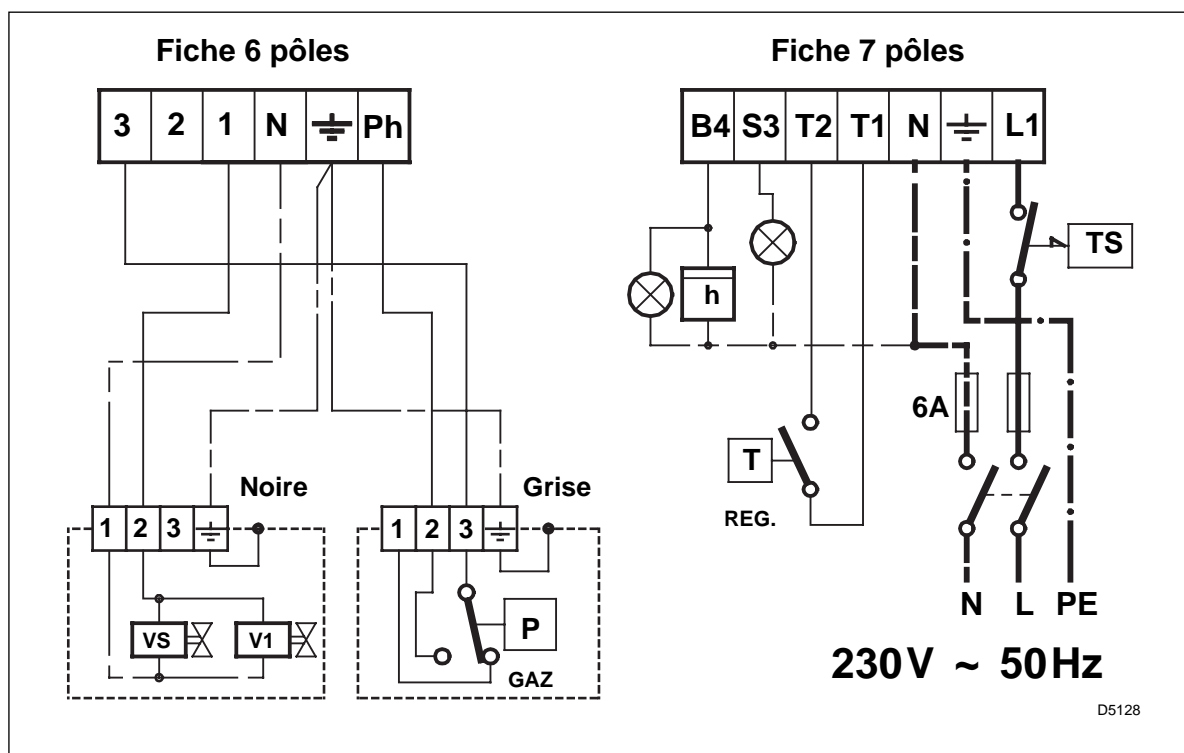 Fiche 6 pôles
3 2 1 N Ph
Noire
Grise
1 2 3
1 2 3
VS
V1
P
GAZ
Fiche 7 pôles
B4 S3 T2 T1 N L1
TS
h
6A
T
REG.
N L PE
230V ~ 50Hz
D5128